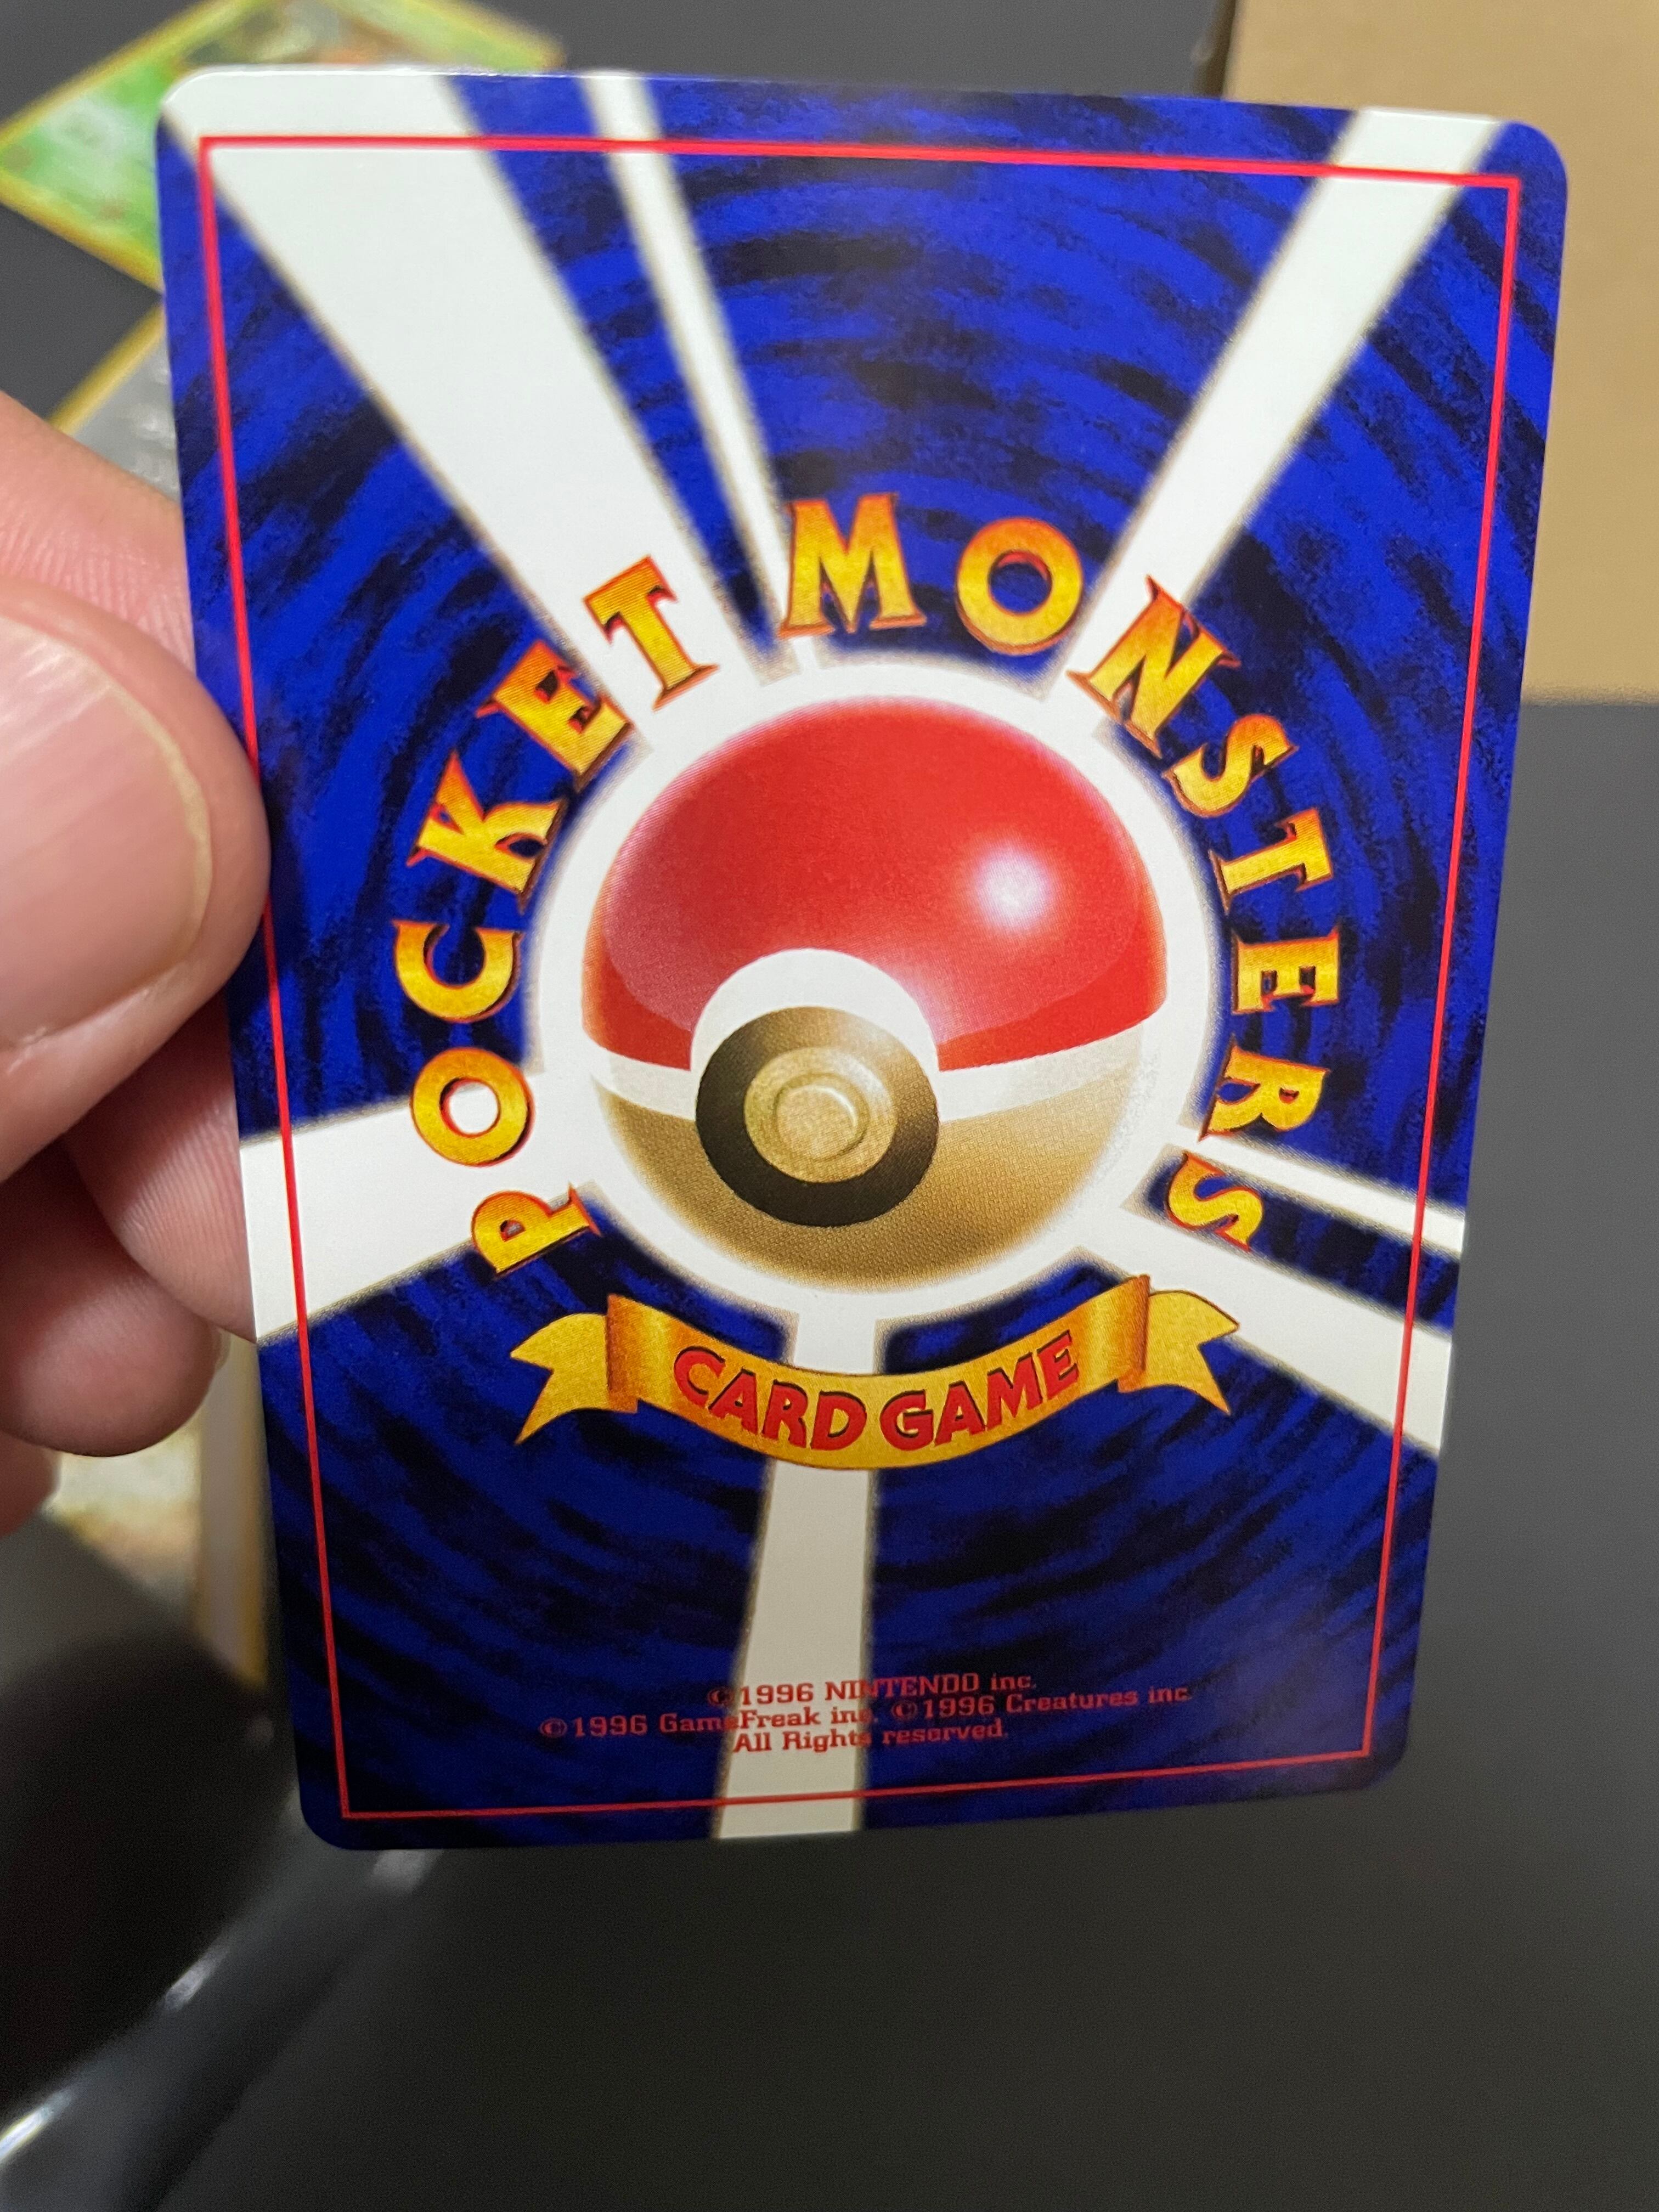 POCKET MONSTERS
CARD GAME
©1996 NINTENDO inc.
©1996 GameFreak inc. ©1996 Creatures inc.
All Rights reserved.